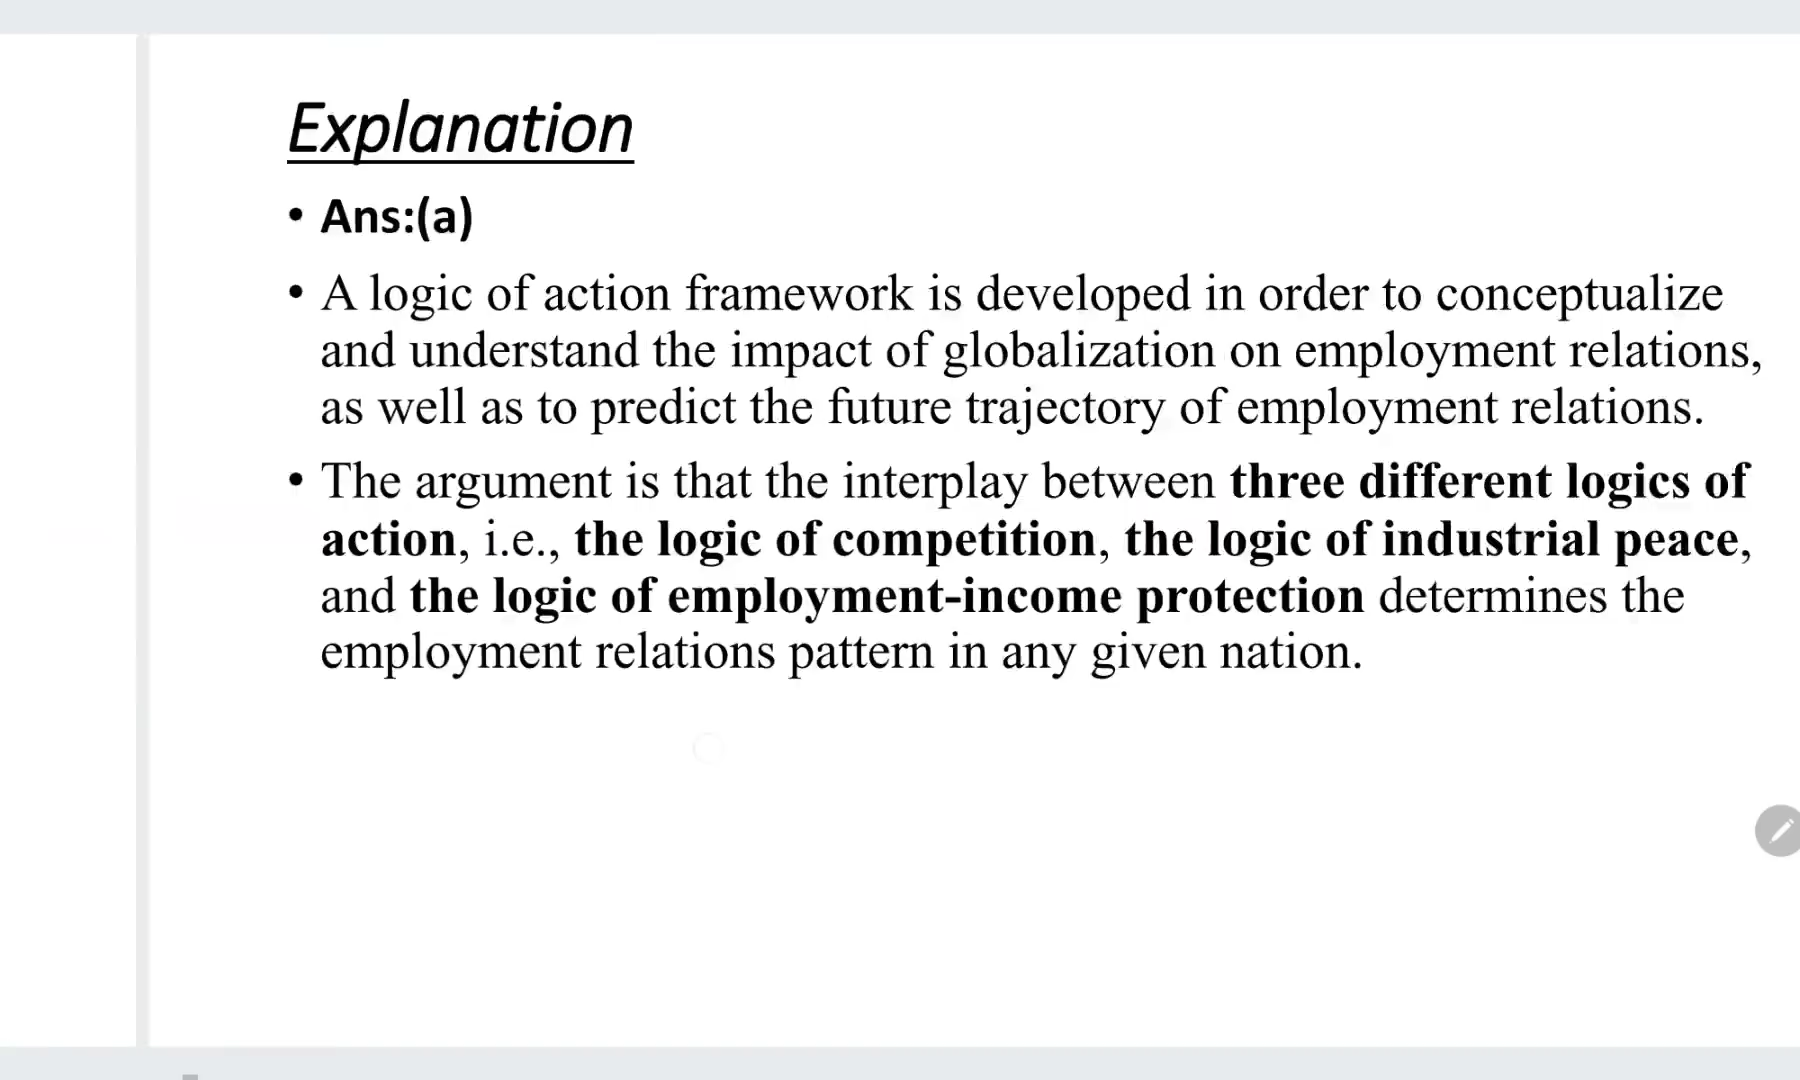 Explanation
• Ans:(a)
• A logic of action framework is developed in order to conceptualize
and understand the impact of globalization on employment relations,
as well as to predict the future trajectory of employment relations.
• The argument is that the interplay between three different logics of
action, i.e., the logic of competition, the logic of industrial peace,
and the logic of employment-income protection determines the
employment relations pattern in any given nation.